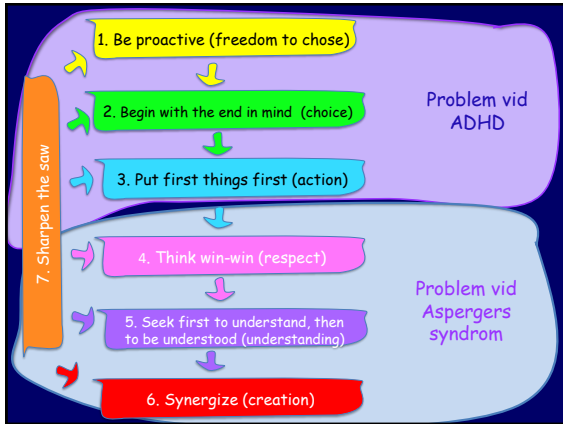 1. Be proactive (freedom to chose)
2. Begin with the end in mind (choice)
3. Put first things first (action)
Problem vid
ADHD
7. Sharpen the saw
4. Think win-win (respect)
5. Seek first to understand, then
to be understood (understanding)
6. Synergize (creation)
Problem vid
Aspergers
syndrom